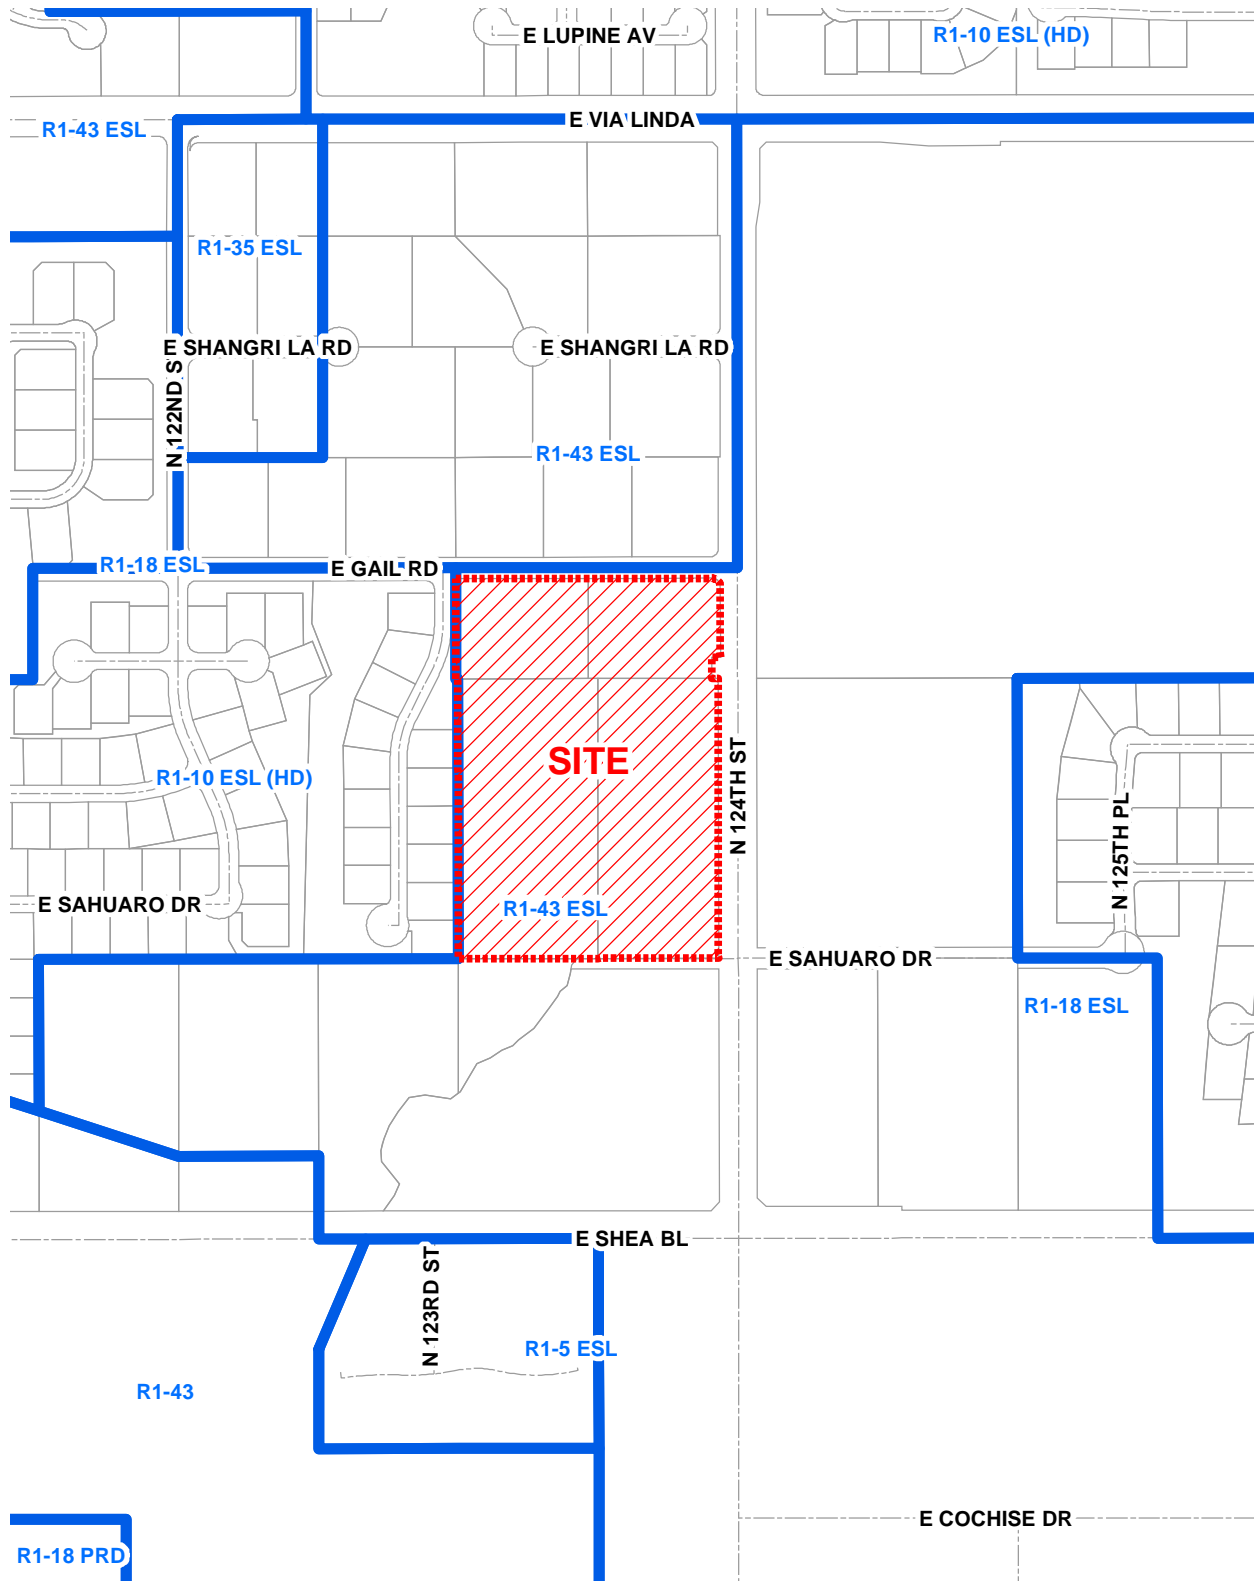 E LUPINE AV
R1-10 ESL (HD)
R1-43 ESL
E VIA LINDA
R1-35 ESL
E SHANGRI LA RD
E SHANGRI LA RD
N 122ND S
R1-43 ESL
R1-18 ESL
E GAIL RD
SITE
R1-10 ESL (HD)
N 124TH ST
N 125TH PL
E SAHUARO DR
R1-43 ESL
E SAHUARO DR
R1-18 ESL
E SHEA BL
N 123RD ST
R1-5 ESL
R1-43
E COCHISE DR
R1-18 PRD